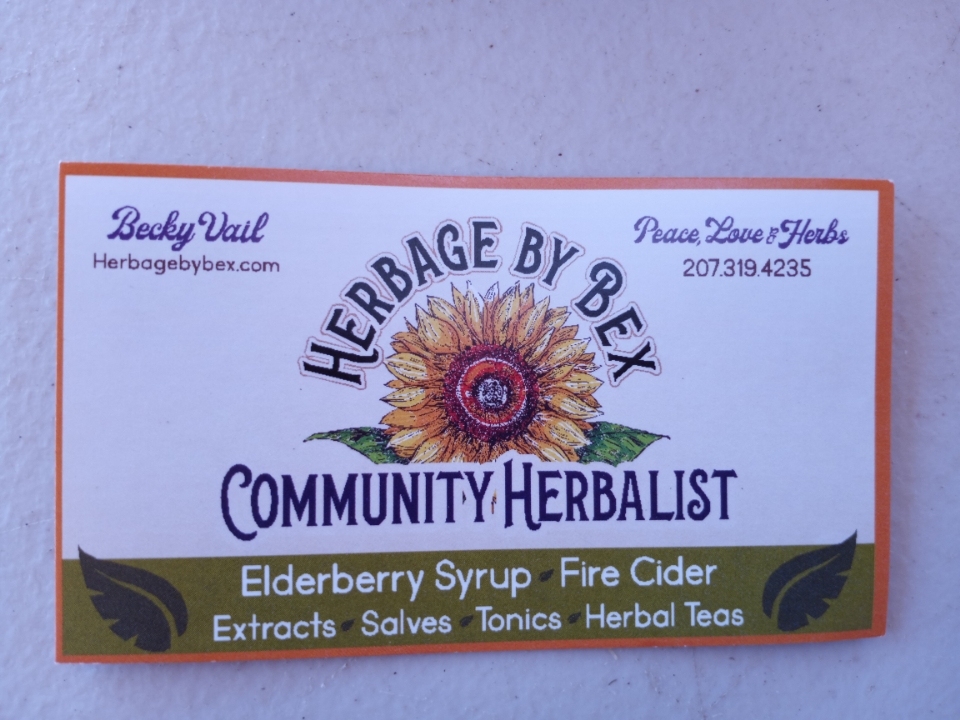 Becky Vail
Herbagebybex.com
Peace, Love & Herbs
207.319.4235
HERBAGE BY BEX
COMMUNITY HERBALIST
Elderberry Syrup Fire Cider
Extracts Salves Tonics Herbal Teas